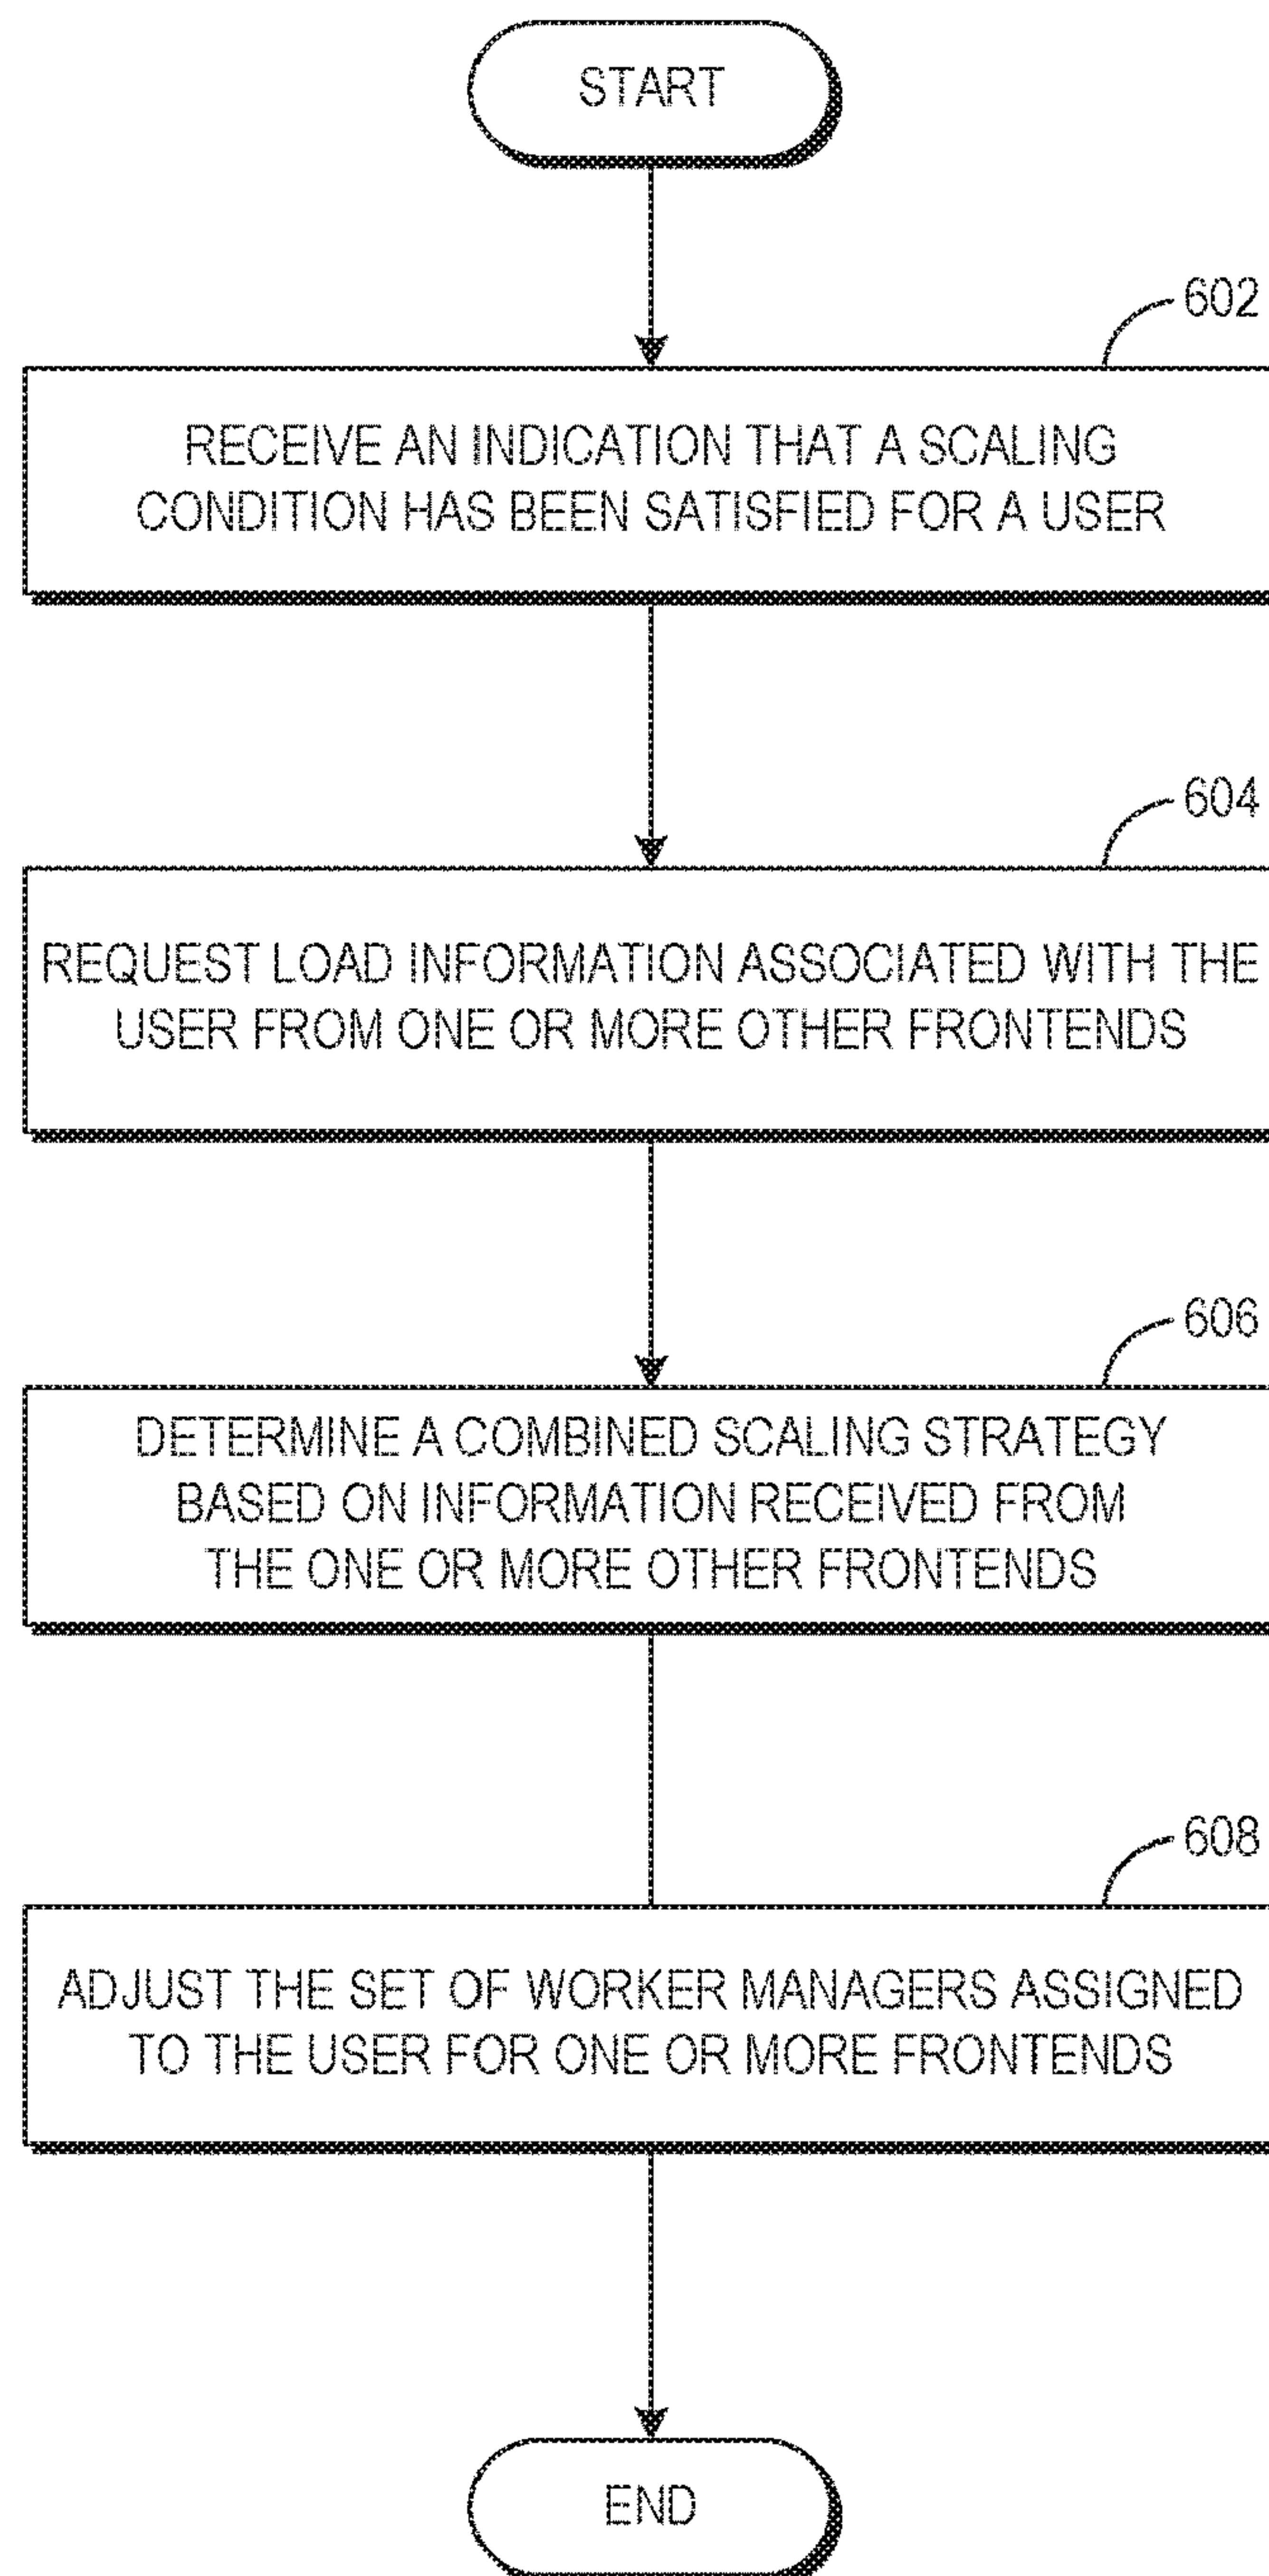 START
602
RECEIVE AN INDICATION THAT A SCALING
CONDITION HAS BEEN SATISFIED FOR A USER
604
REQUEST LOAD INFORMATION ASSOCIATED WITH THE
USER FROM ONE OR MORE OTHER FRONTENDS
606
DETERMINE A COMBINED SCALING STRATEGY
BASED ON INFORMATION RECEIVED FROM
THE ONE OR MORE OTHER FRONTENDS
608
ADJUST THE SET OF WORKER MANAGERS ASSIGNED
TO THE USER FOR ONE OR MORE FRONTENDS
END